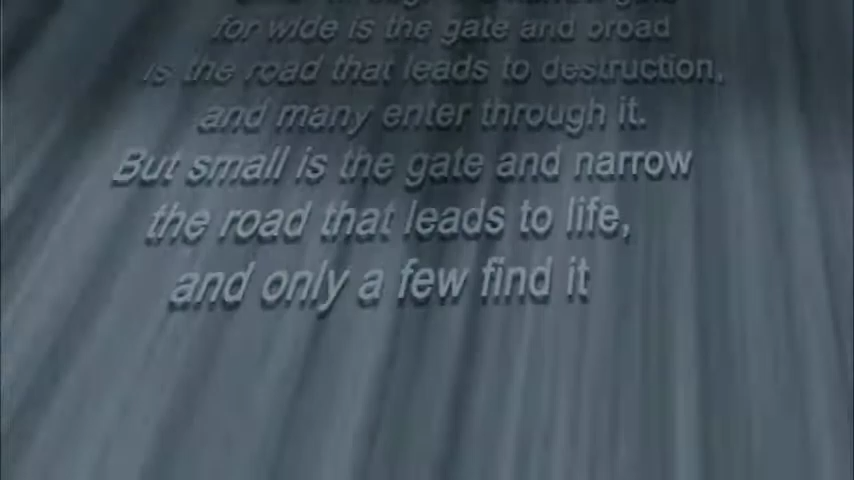 for wide is the gate and broad
is the road that leads to destruction,
and many enter through it.
But small is the gate and narrow
the road that leads to life,
and only a few find it